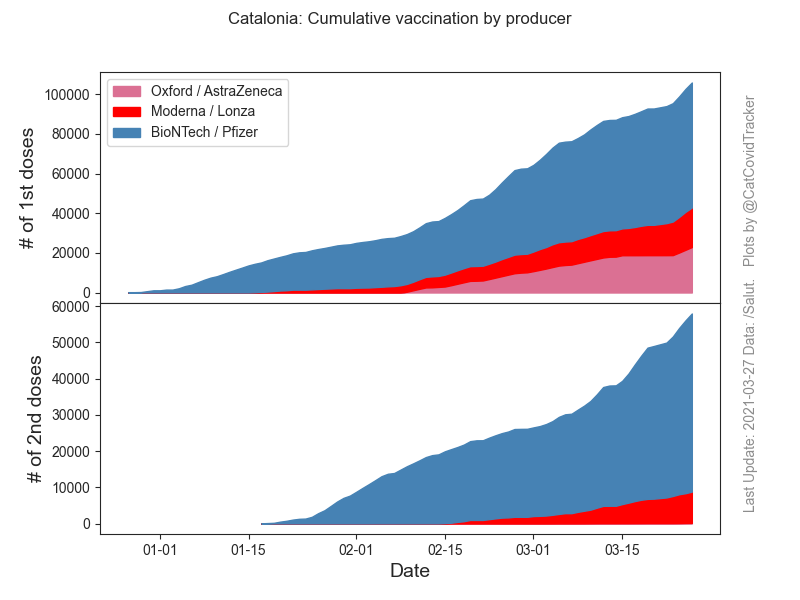 Catalonia: Cumulative vaccination by producer
Oxford / AstraZeneca
Moderna / Lonza
BioNTech / Pfizer
# of 1st doses
100000
80000
60000
40000
20000
0
# of 2nd doses
60000
50000
40000
30000
20000
10000
0
01-01
01-15
02-01
02-15
03-01
03-15
Date
Last Update: 2021-03-27 Data: /Salut. Plots by @CatCovidTracker